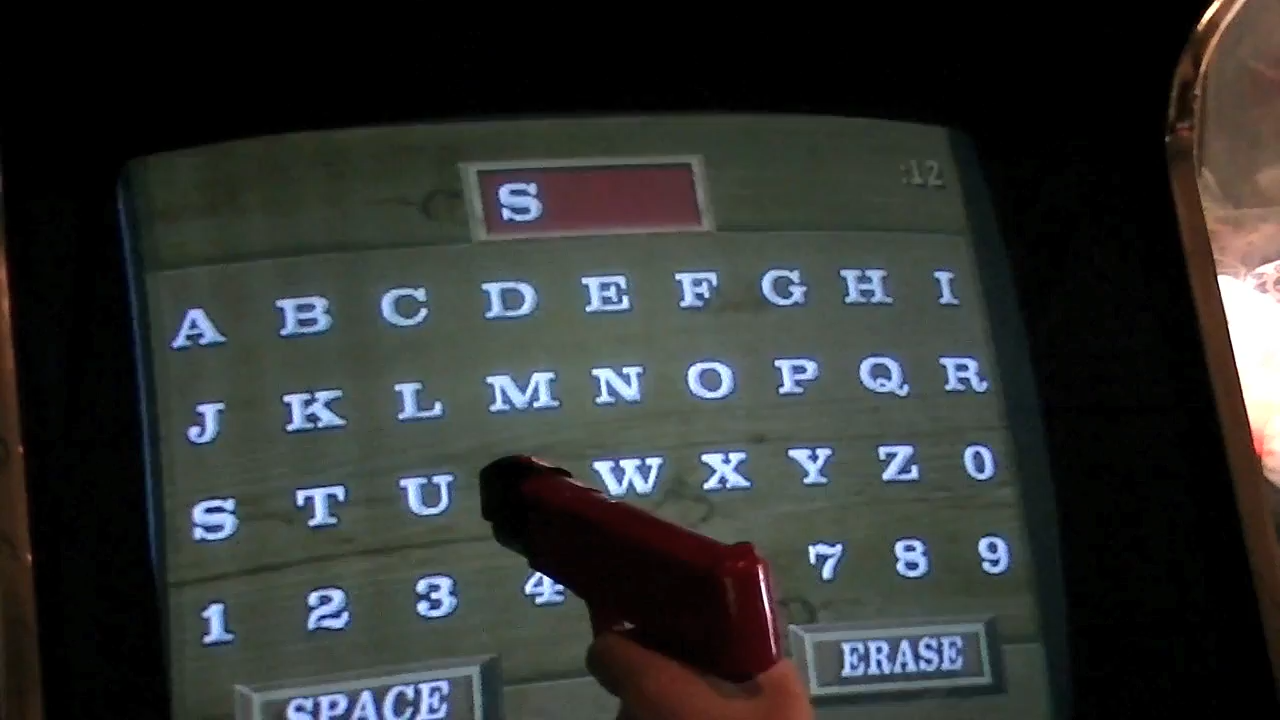 S
:12
A B C D E F G H I
J K L M N O P Q R
S T U W X Y Z 0
1 2 3 4 7 8 9
SPACE ERASE